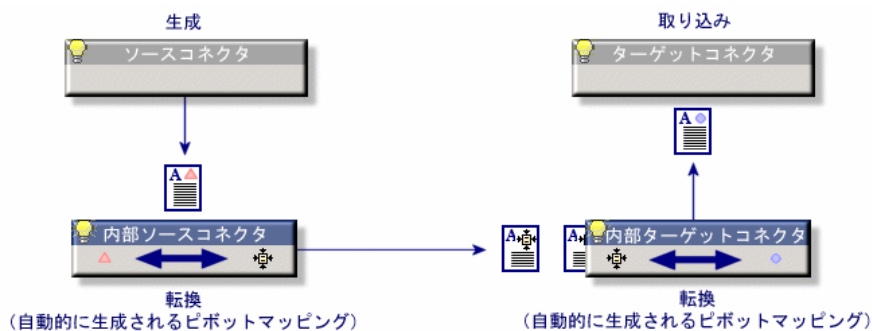 生成
取り込み
ソースコネクタ
ターゲットコネクタ
A
A
内部ソースコネクタ
A
A
内部ターゲットコネクタ
転換
(自動的に生成されるピボットマッピング)
転換
(自動的に生成されるピボットマッピング)